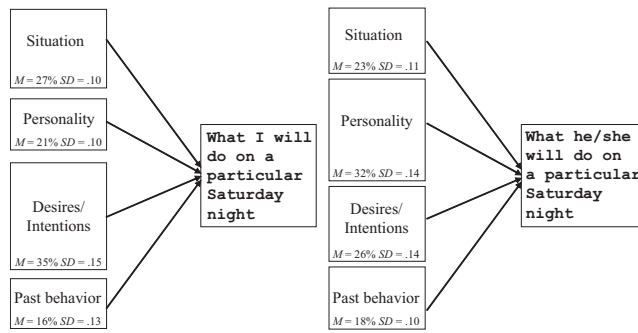 Situation
M = 27% SD = .10
Personality
M = 21% SD = .10
Desires/
Intentions
M = 35% SD = .15
Past behavior
M = 16% SD = .13
What I will
do on a
particular
Saturday
night
Situation
M = 23% SD = .11
Personality
M = 32% SD = .14
Desires/
Intentions
M = 26% SD = .14
Past behavior
M = 18% SD = .10
What he/she
will do on
a particular
Saturday
night